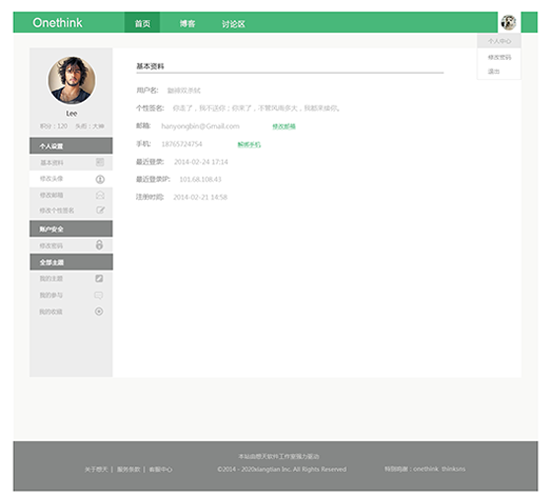 Onethink 首页 博客 讨论区
个人中心
修改密码
退出
Lee
积分：120 头衔：大神
个人设置
基本资料
修改头像
修改邮箱
修改个性签名
账户安全
修改密码
全部主题
我的主题
我的参与
我的收藏
基本资料
用户名:
个性签名: 你走了，我不送你；你来了，不管风雨多大，我都来接你。
邮箱: hanyongbin@Gmail.com 修改邮箱
手机: 18765724754 解绑手机
最近登录: 2014-02-24 17:14
最近登录IP: 101.68.108.43
注册时间: 2014-02-21 14:58
本站由想天软件工作室强力驱动
关于想天 | 服务条款 | 客服中心 ©2014 - 2020xiangtian Inc. All Rights Reserved 特别鸣谢：onethink thinksns